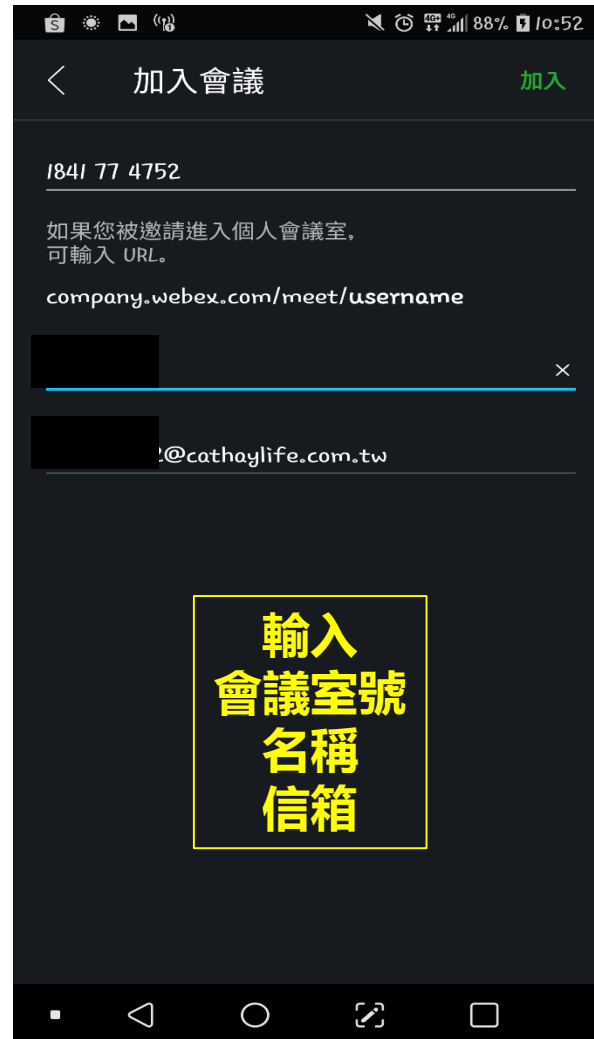 88% 10:52
加入會議 加入
1841 77 4752
如果您被邀請進入個人會議室,
可輸入 URL。
company.webex.com/meet/username
2@cathaylife.com.tw
輸入
會議室號
名稱
信箱